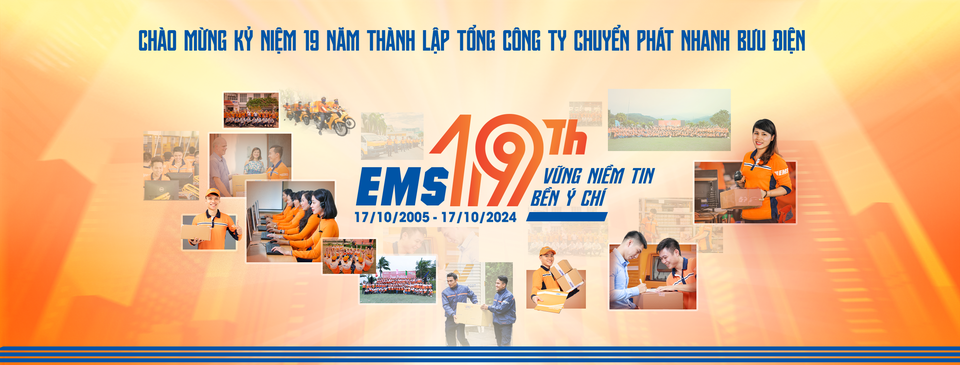 CHÀO MỪNG KỶ NIỆM 19 NĂM THÀNH LẬP TỔNG CÔNG TY CHUYỂN PHÁT NHANH BƯU ĐIỆN
EMS 19Th
VỮNG NIỀM TIN
BỀN Ý CHÍ
17/10/2005 - 17/10/2024